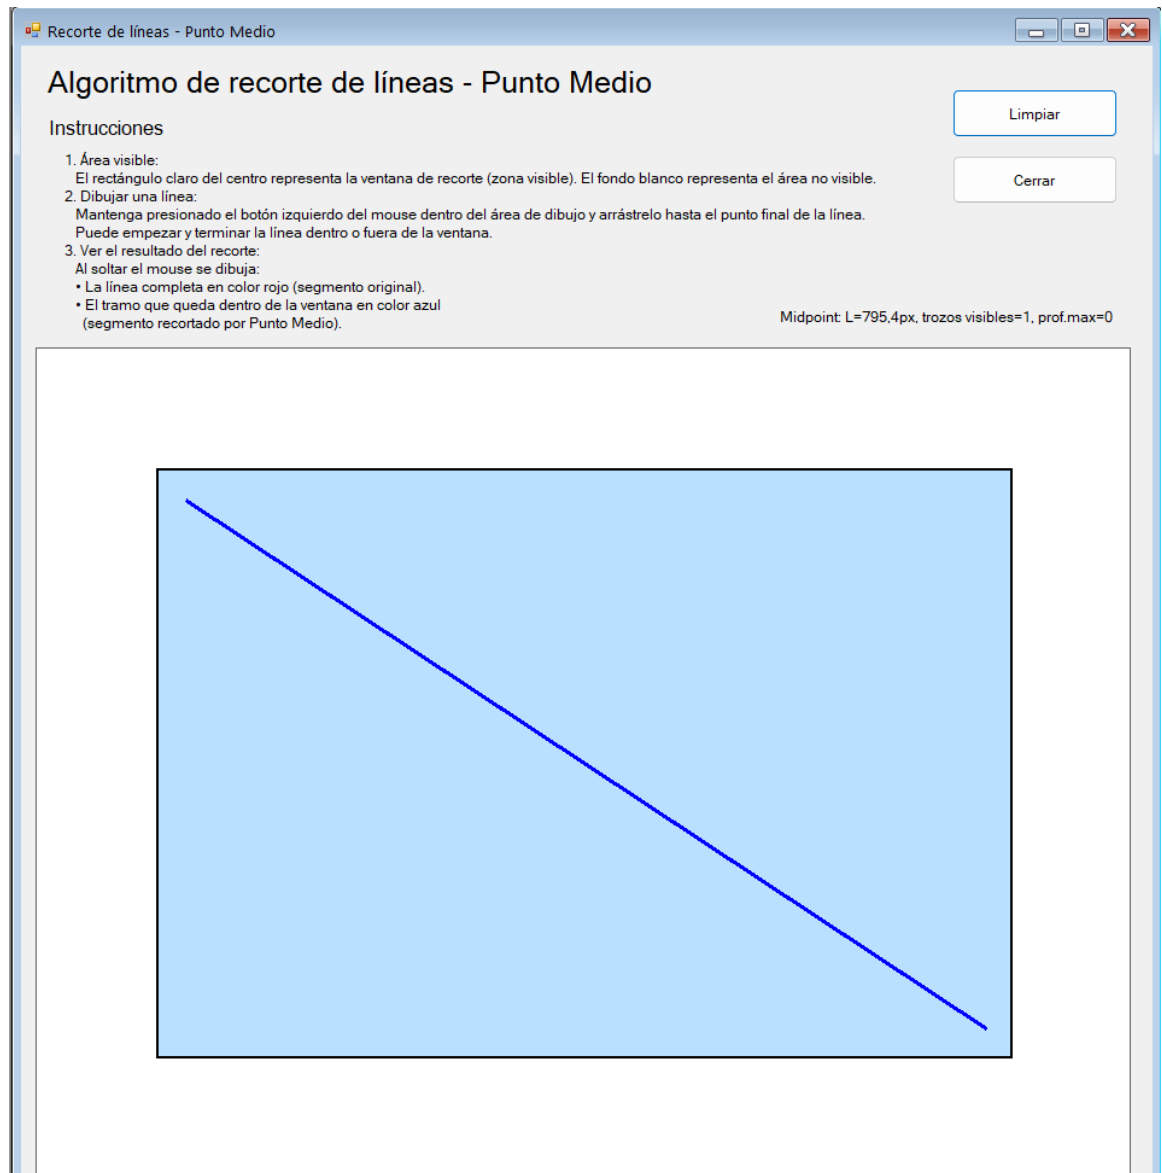 Recorte de líneas - Punto Medio
Algoritmo de recorte de líneas - Punto Medio
Limpiar
Instrucciones
1. Área visible:
El rectángulo claro del centro representa la ventana de recorte (zona visible). El fondo blanco representa el área no visible.
Cerrar
2. Dibujar una línea:
Mantenga presionado el botón izquierdo del mouse dentro del área de dibujo y arrástrelo hasta el punto final de la línea.
Puede empezar y terminar la línea dentro o fuera de la ventana.
3. Ver el resultado del recorte:
Al soltar el mouse se dibuja:
• La línea completa en color rojo (segmento original).
• El tramo que queda dentro de la ventana en color azul
(segmento recortado por Punto Medio).
Midpoint: L=795,4px, trozos visibles=1, prof.max=0